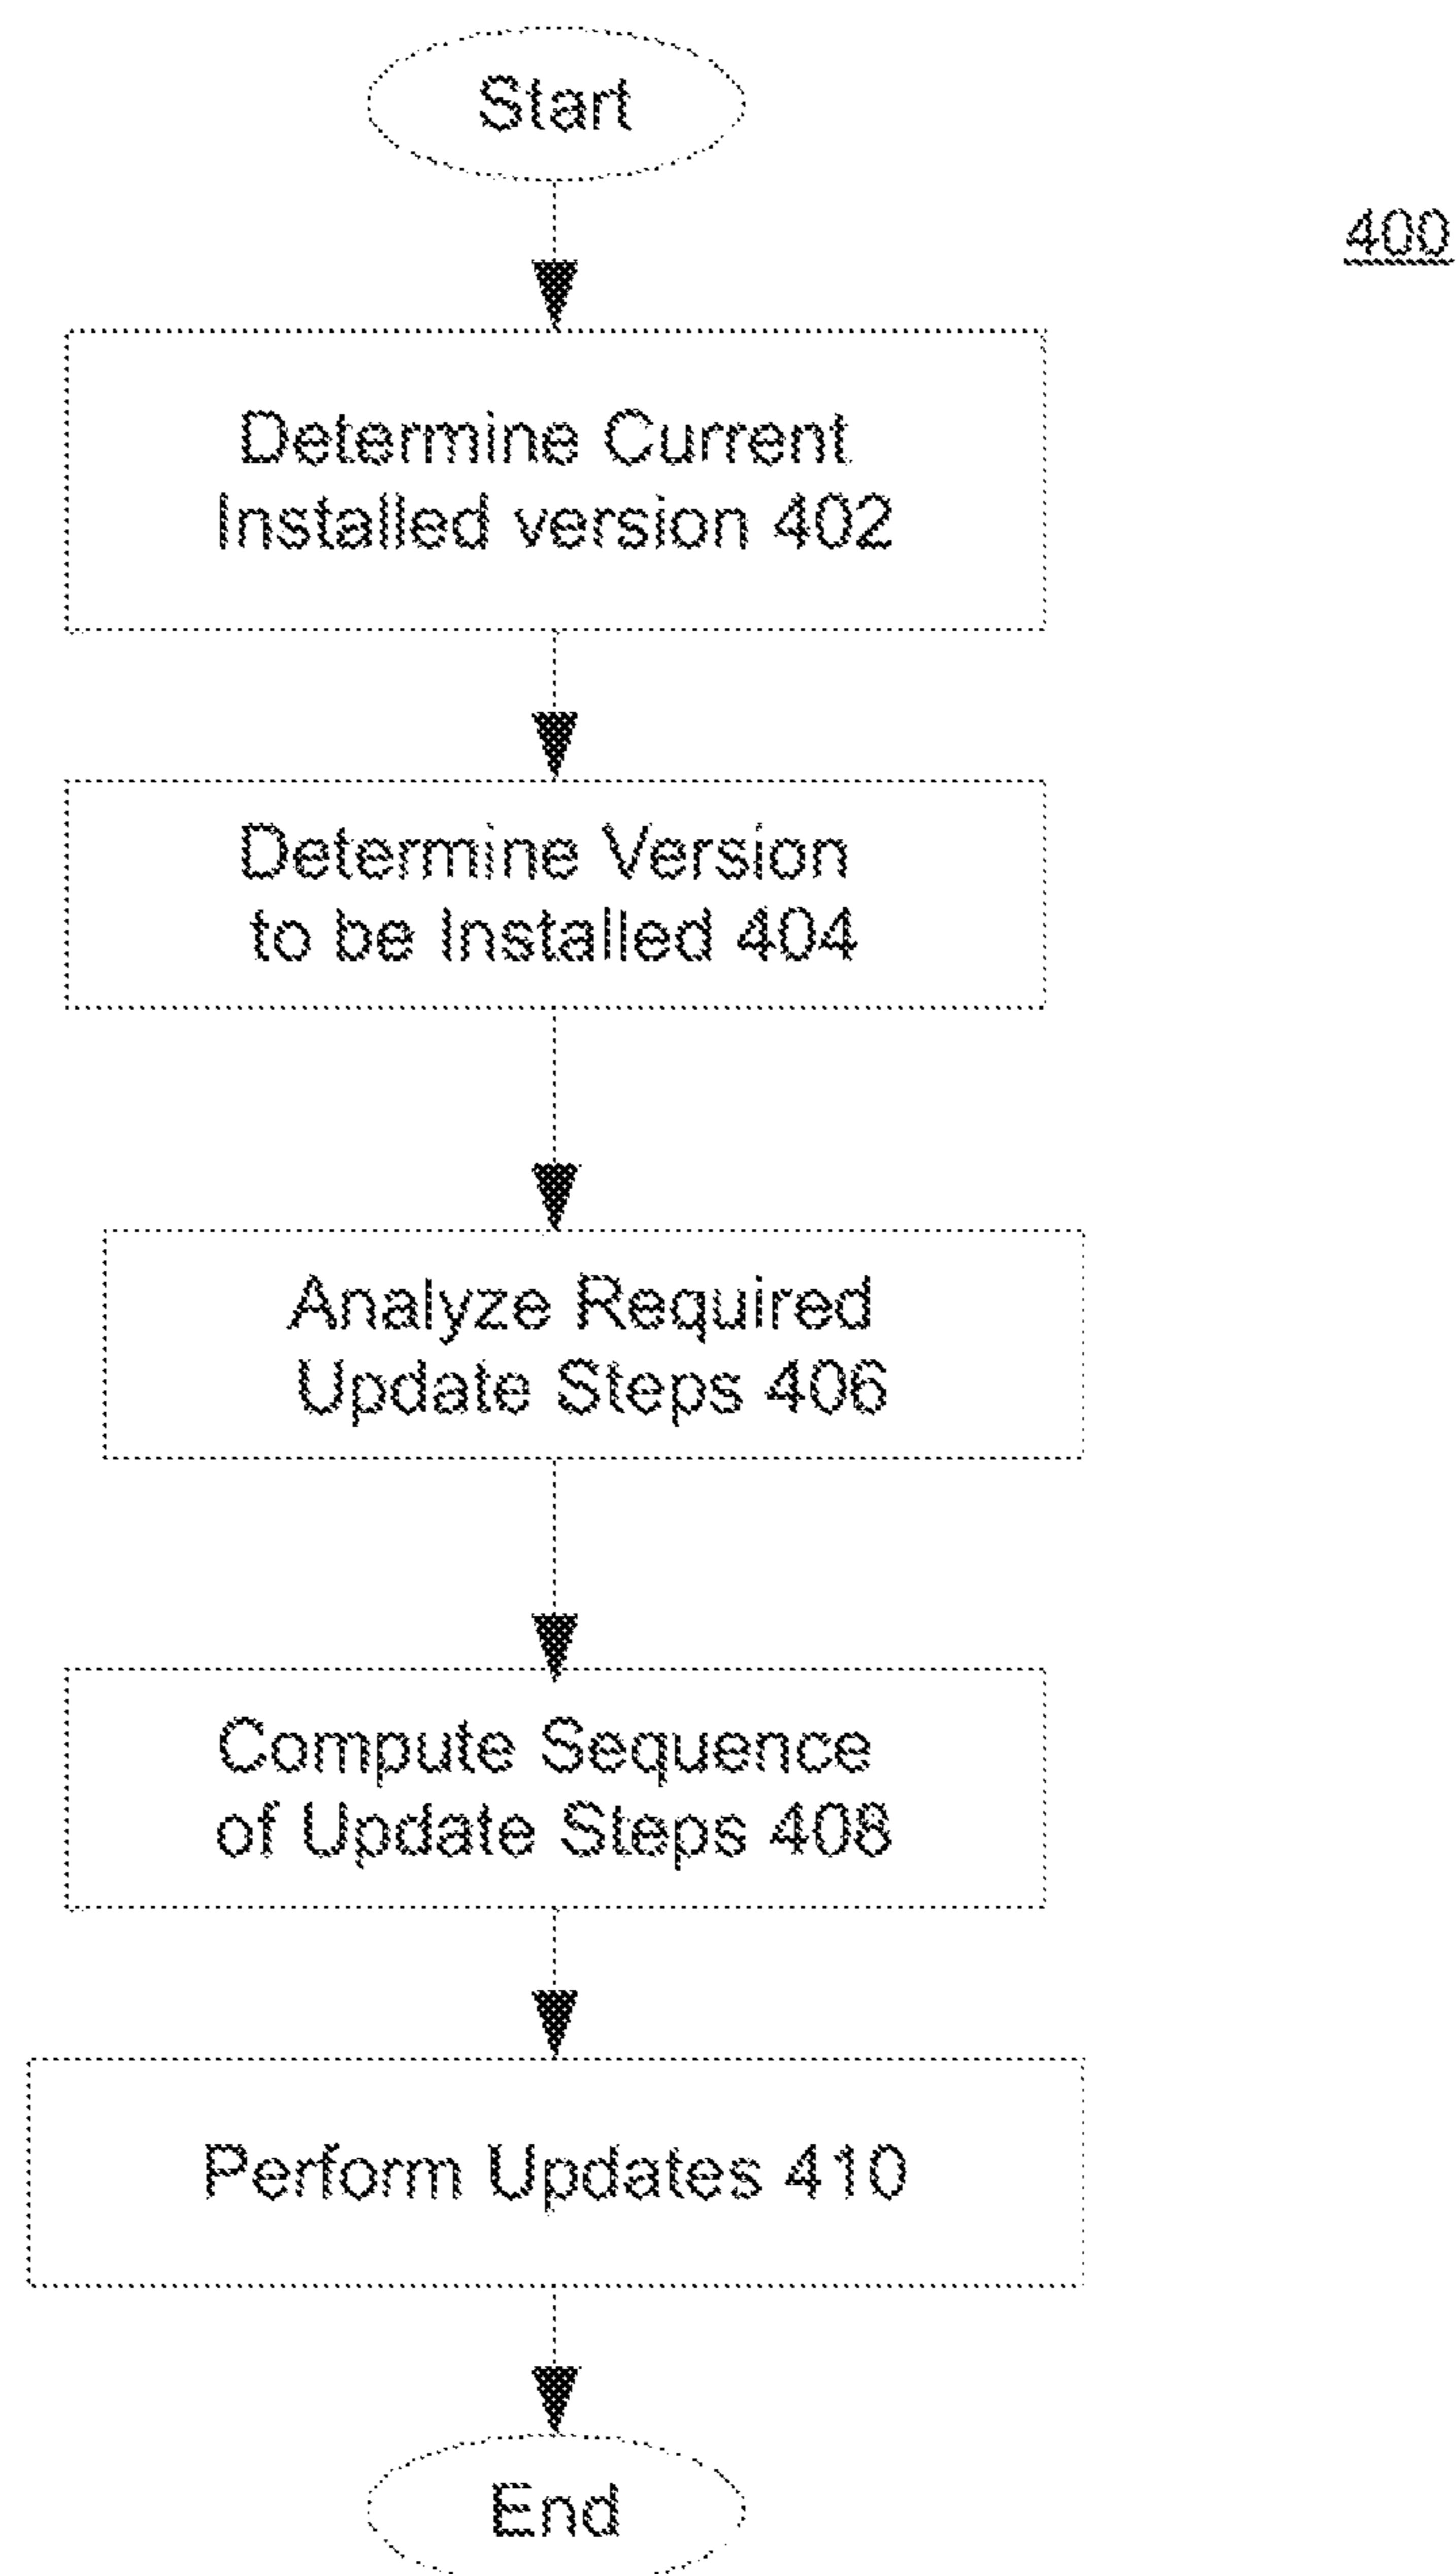 Start
400
Determine Current
Installed version 402
Determine Version
to be Installed 404
Analyze Required
Update Steps 406
Compute Sequence
of Update Steps 408
Perform Updates 410
End